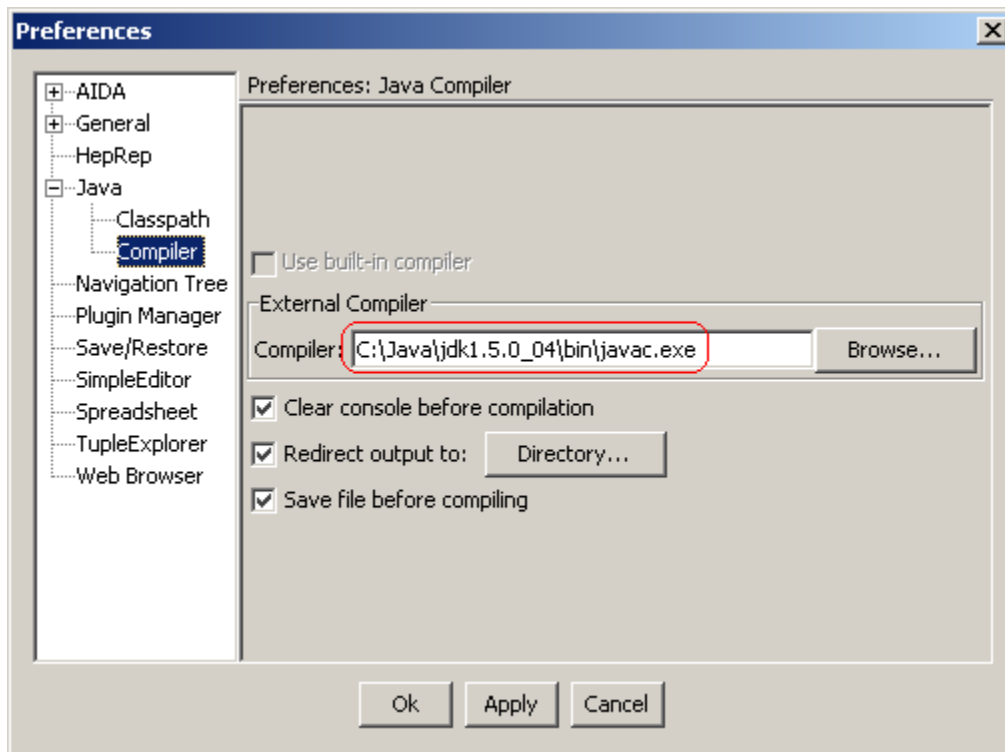 Preferences
AIDA
General
HepRep
Java
Classpath
Compiler
Navigation Tree
Plugin Manager
Save/Restore
SimpleEditor
Spreadsheet
TupleExplorer
Web Browser
Preferences: Java Compiler
Use built-in compiler
External Compiler
Compiler: C:\Java\jdk1.5.0_04\bin\javac.exe Browse...
Clear console before compilation
Redirect output to: Directory...
Save file before compiling
Ok Apply Cancel